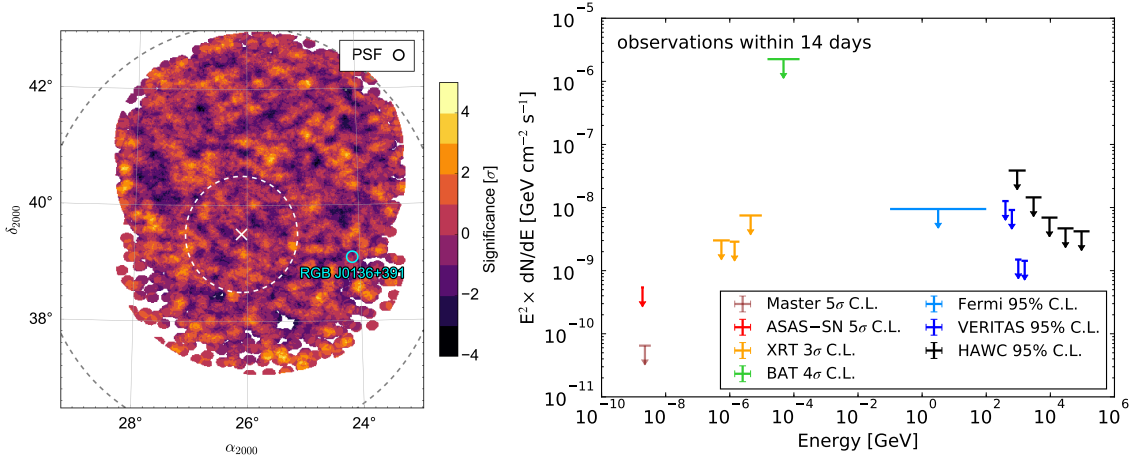 PSF
42°
40°
38°
28°
26°
24°
δ2000
α2000
RGB J0136+391
4
2
0
−2
−4
Significance [σ]
observations within 14 days
10^−5
10^−6
10^−7
10^−8
10^−9
10^−10
10^−11
E^2 × dN/dE [GeV cm^−2 s^−1]
Master 5σ C.L.
ASAS−SN 5σ C.L.
XRT 3σ C.L.
BAT 4σ C.L.
Fermi 95% C.L.
VERITAS 95% C.L.
HAWC 95% C.L.
10^−10 10^−8 10^−6 10^−4 10^−2 10^0 10^2 10^4 10^6
Energy [GeV]